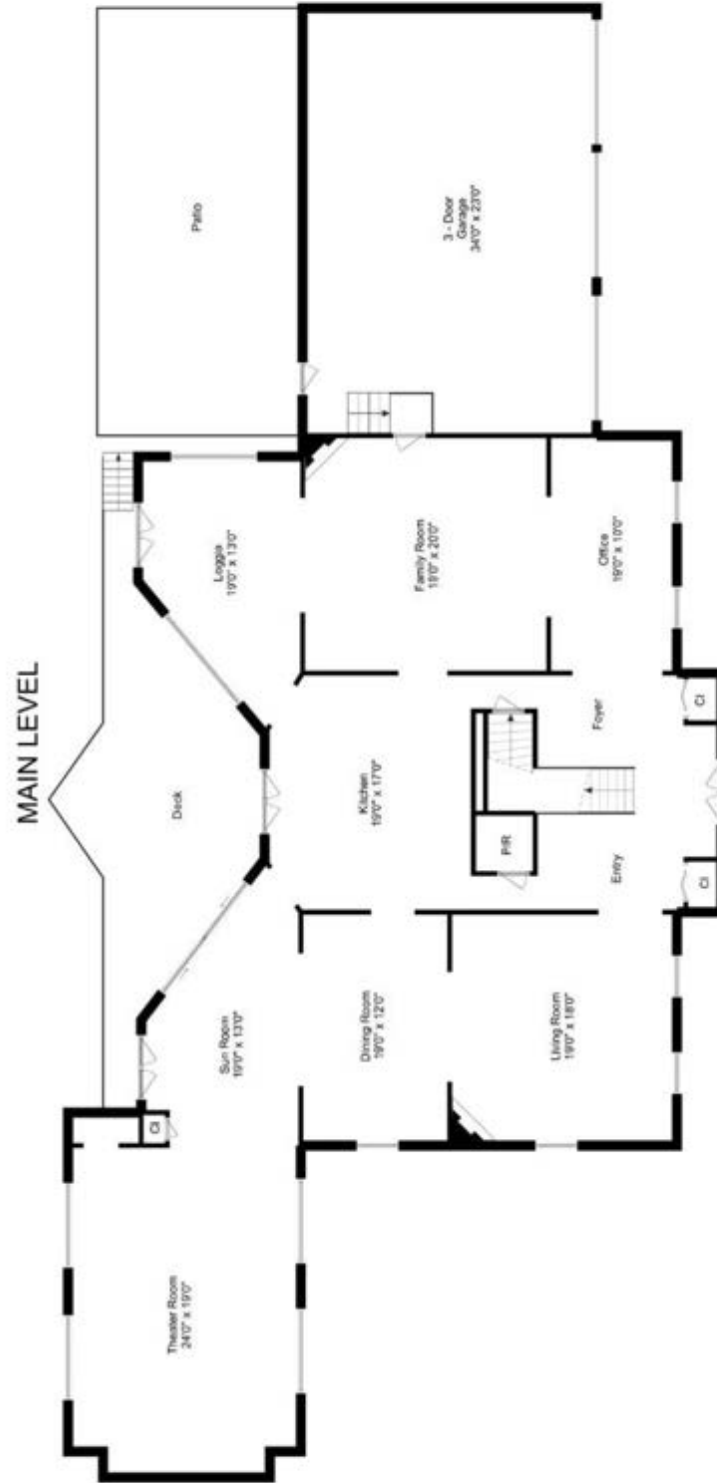 MAIN LEVEL
Patio
3 - Door
Garage
34'0" x 23'0"
Loggia
19'0" x 13'0"
Family Room
19'0" x 20'0"
Office
19'0" x 10'0"
Deck
Kitchen
19'0" x 17'0"
Foyer
Cl
P/R
Entry
Cl
Sun Room
19'0" x 13'0"
Dining Room
19'0" x 12'0"
Living Room
19'0" x 18'0"
Cl
Theater Room
24'0" x 19'0"